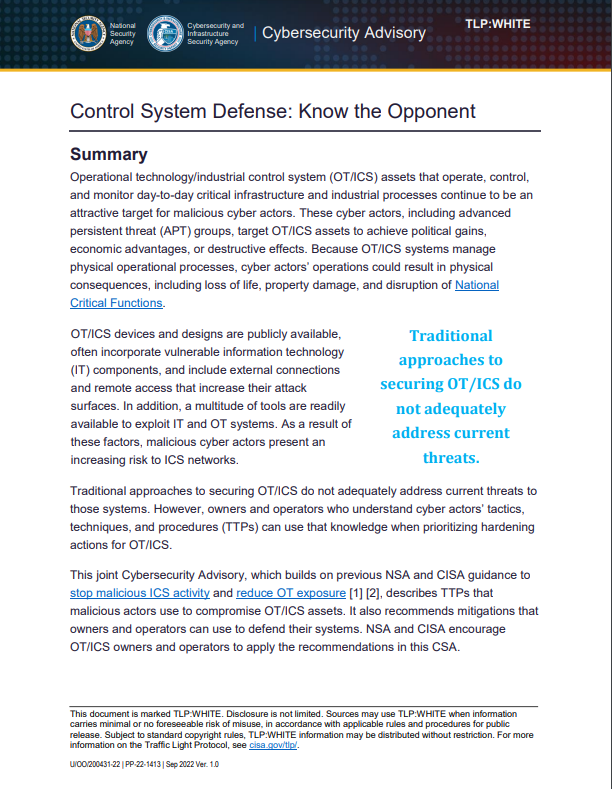 National
Security
Agency
Cybersecurity and
Infrastructure
Security Agency
Cybersecurity Advisory
TLP:WHITE
Control System Defense: Know the Opponent
Summary
Operational technology/industrial control system (OT/ICS) assets that operate, control,
and monitor day-to-day critical infrastructure and industrial processes continue to be an
attractive target for malicious cyber actors. These cyber actors, including advanced
persistent threat (APT) groups, target OT/ICS assets to achieve political gains,
economic advantages, or destructive effects. Because OT/ICS systems manage
physical operational processes, cyber actors' operations could result in physical
consequences, including loss of life, property damage, and disruption of National
Critical Functions.
OT/ICS devices and designs are publicly available,
often incorporate vulnerable information technology
(IT) components, and include external connections
and remote access that increase their attack
surfaces. In addition, a multitude of tools are readily
available to exploit IT and OT systems. As a result of
these factors, malicious cyber actors present an
increasing risk to ICS networks.
Traditional
approaches to
securing OT/ICS do
not adequately
address current
threats.
Traditional approaches to securing OT/ICS do not adequately address current threats to
those systems. However, owners and operators who understand cyber actors' tactics,
techniques, and procedures (TTPs) can use that knowledge when prioritizing hardening
actions for OT/ICS.
This joint Cybersecurity Advisory, which builds on previous NSA and CISA guidance to
stop malicious ICS activity and reduce OT exposure [1] [2], describes TTPs that
malicious actors use to compromise OT/ICS assets. It also recommends mitigations that
owners and operators can use to defend their systems. NSA and CISA encourage
OT/ICS owners and operators to apply the recommendations in this CSA.
This document is marked TLP:WHITE. Disclosure is not limited. Sources may use TLP:WHITE when information
carries minimal or no foreseeable risk of misuse, in accordance with applicable rules and procedures for public
release. Subject to standard copyright rules, TLP:WHITE information may be distributed without restriction. For more
information on the Traffic Light Protocol, see cisa.gov/tlp/.
U/OO/200431-22 | PP-22-1413 | Sep 2022 Ver. 1.0